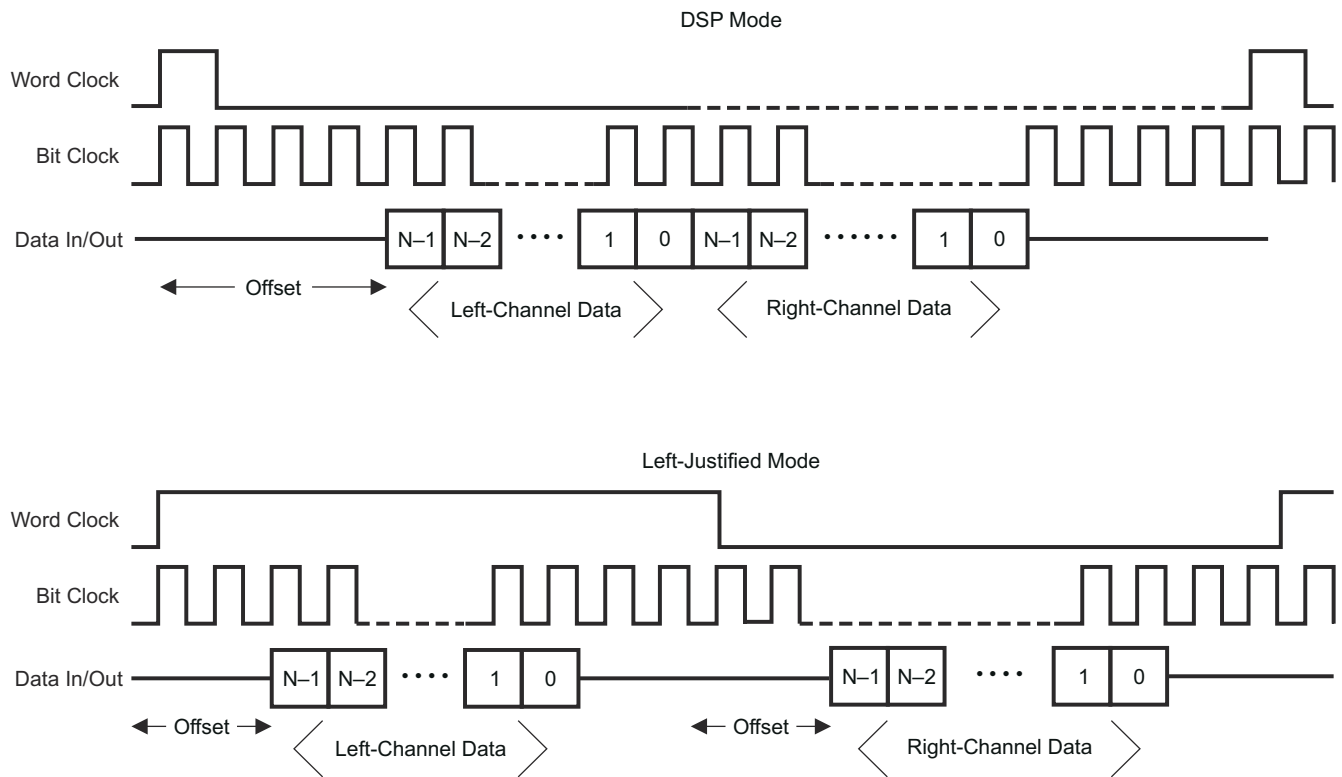 DSP Mode
Word Clock
Bit Clock
Data In/Out N–1 N–2 •••• 1 0 N–1 N–2 •••••• 1 0
Offset
Left-Channel Data Right-Channel Data
Left-Justified Mode
Word Clock
Bit Clock
Data In/Out N–1 N–2 •••• 1 0 N–1 N–2 •••• 1 0
Offset Offset
Left-Channel Data Right-Channel Data